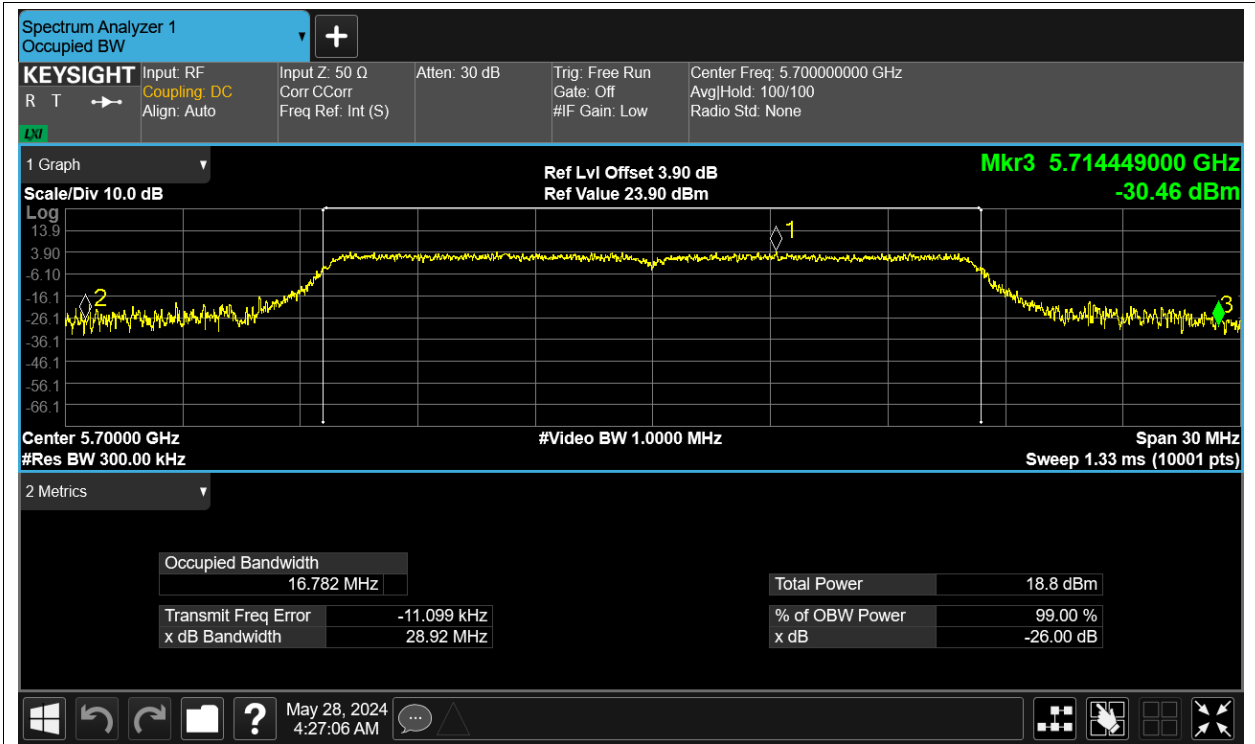 Spectrum Analyzer 1
Occupied BW
KEYSIGHT
R T
LXI
Input: RF
Coupling: DC
Align: Auto
Input Z: 50 Ω
Corr CCorr
Freq Ref: Int (S)
Atten: 30 dB
Trig: Free Run
Gate: Off
#IF Gain: Low
Center Freq: 5.700000000 GHz
Avg|Hold: 100/100
Radio Std: None
1 Graph
Scale/Div 10.0 dB
Ref Lvl Offset 3.90 dB
Ref Value 23.90 dBm
Mkr3 5.714449000 GHz
-30.46 dBm
Log
13.9
3.90
-6.10
-16.1
-26.1
-36.1
-46.1
-56.1
-66.1
1
2
3
Center 5.70000 GHz
#Res BW 300.00 kHz
#Video BW 1.0000 MHz
Span 30 MHz
Sweep 1.33 ms (10001 pts)
2 Metrics
Occupied Bandwidth
16.782 MHz
Transmit Freq Error -11.099 kHz
x dB Bandwidth 28.92 MHz
Total Power 18.8 dBm
% of OBW Power 99.00 %
x dB -26.00 dB
?
May 28, 2024
4:27:06 AM